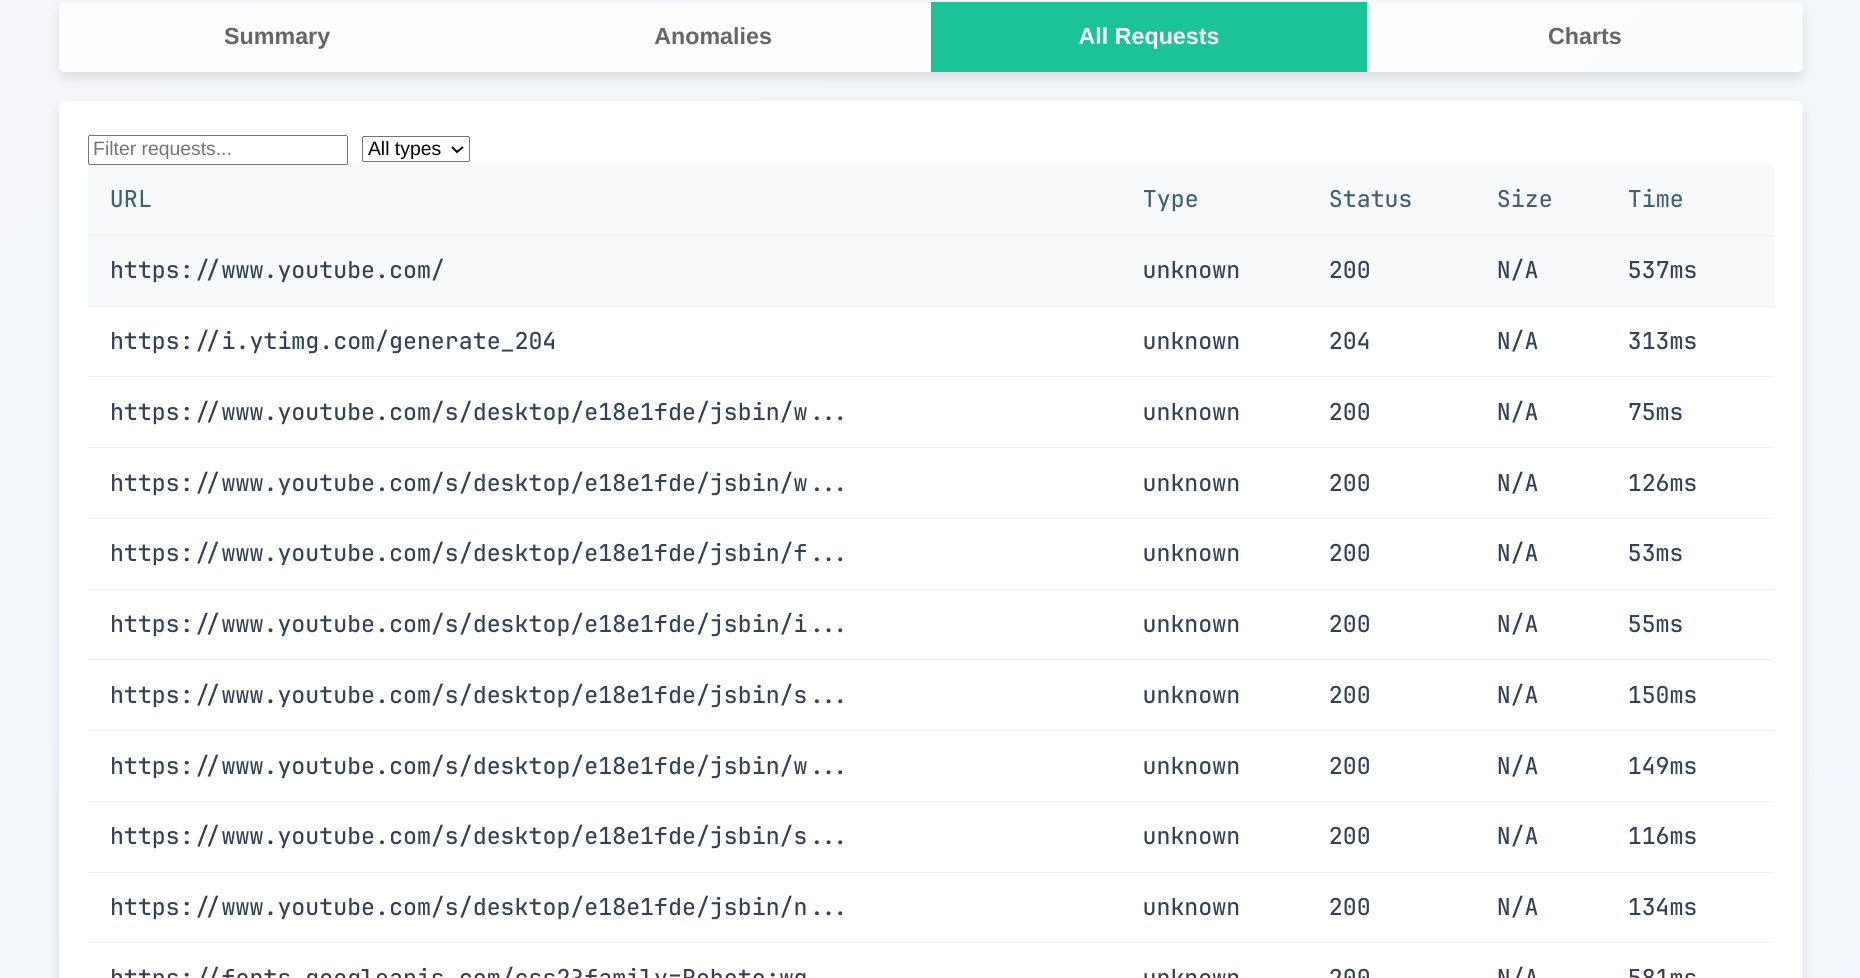 Summary Anomalies All Requests Charts
Filter requests... All types
URL Type Status Size Time
https://www.youtube.com/ unknown 200 N/A 537ms
https://i.ytimg.com/generate_204 unknown 204 N/A 313ms
https://www.youtube.com/s/desktop/e18e1fde/jsbin/w... unknown 200 N/A 75ms
https://www.youtube.com/s/desktop/e18e1fde/jsbin/w... unknown 200 N/A 126ms
https://www.youtube.com/s/desktop/e18e1fde/jsbin/f... unknown 200 N/A 53ms
https://www.youtube.com/s/desktop/e18e1fde/jsbin/i... unknown 200 N/A 55ms
https://www.youtube.com/s/desktop/e18e1fde/jsbin/s... unknown 200 N/A 150ms
https://www.youtube.com/s/desktop/e18e1fde/jsbin/w... unknown 200 N/A 149ms
https://www.youtube.com/s/desktop/e18e1fde/jsbin/s... unknown 200 N/A 116ms
https://www.youtube.com/s/desktop/e18e1fde/jsbin/n... unknown 200 N/A 134ms
https://fonts.googleapis.com/css2?family=Roboto:wg... unknown 200 N/A 581ms